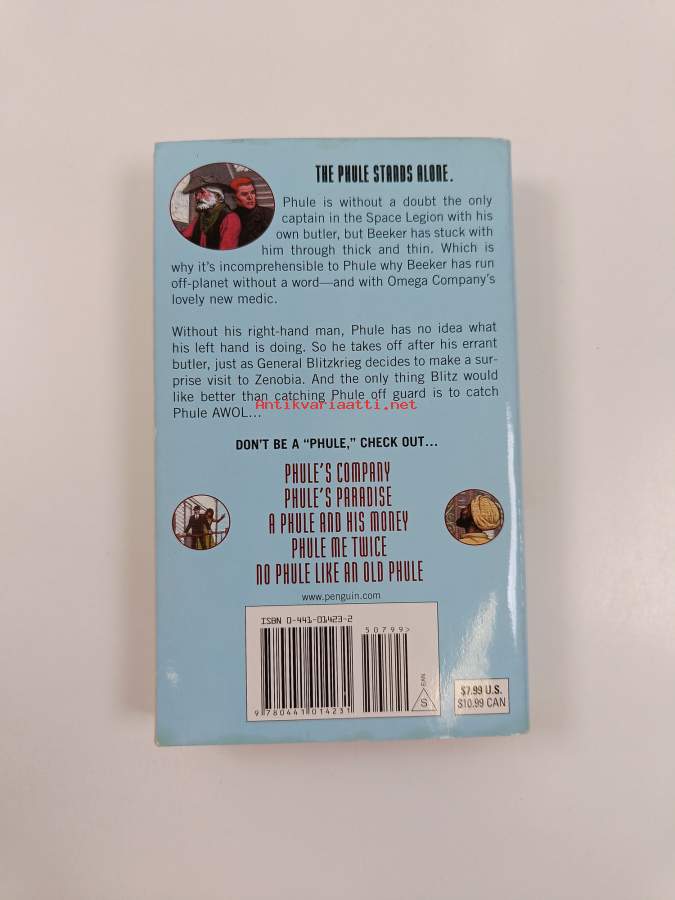 THE PHULE STANDS ALONE.
Phule is without a doubt the only
captain in the Space Legion with his
own butler, but Beeker has stuck with
him through thick and thin. Which is
why it's incomprehensible to Phule why Beeker has run
off-planet without a word—and with Omega Company's
lovely new medic.
Without his right-hand man, Phule has no idea what
his left hand is doing. So he takes off after his errant
butler, just as General Blitzkrieg decides to make a sur-
prise visit to Zenobia. And the only thing Blitz would
like better than catching Phule off guard is to catch
Antikvariaatti.net
Phule AWOL...
DON'T BE A "PHULE," CHECK OUT...
PHULE'S COMPANY
PHULE'S PARADISE
A PHULE AND HIS MONEY
PHULE ME TWICE
NO PHULE LIKE AN OLD PHULE
www.penguin.com
ISBN 0-441-01423-2
50799>
EAN
S
9 780441 014231
$7.99 U.S.
$10.99 CAN